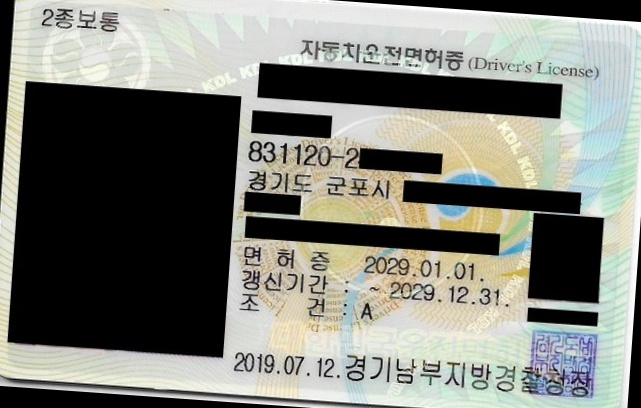 2종보통
자동차운전면허증 (Driver's License)
831120-2
경기도 군포시
면 허 증 2029.01.01.
갱신기간 : ~ 2029.12.31.
조 건 : A
2019.07.12. 경기남부지방경찰청장